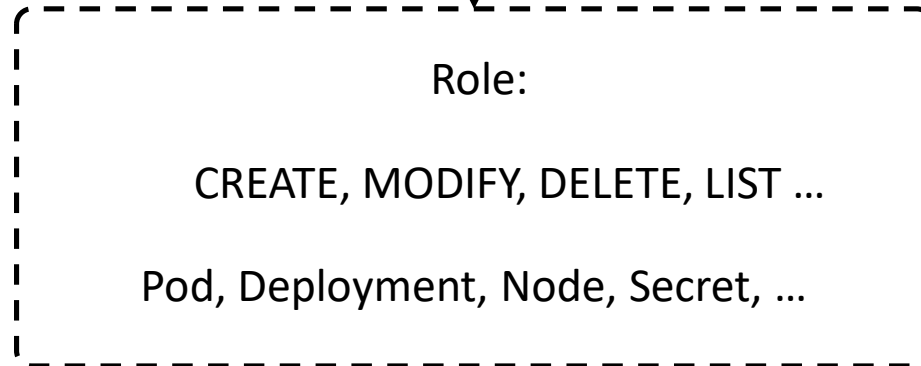 Role:
CREATE, MODIFY, DELETE, LIST …
Pod, Deployment, Node, Secret, …